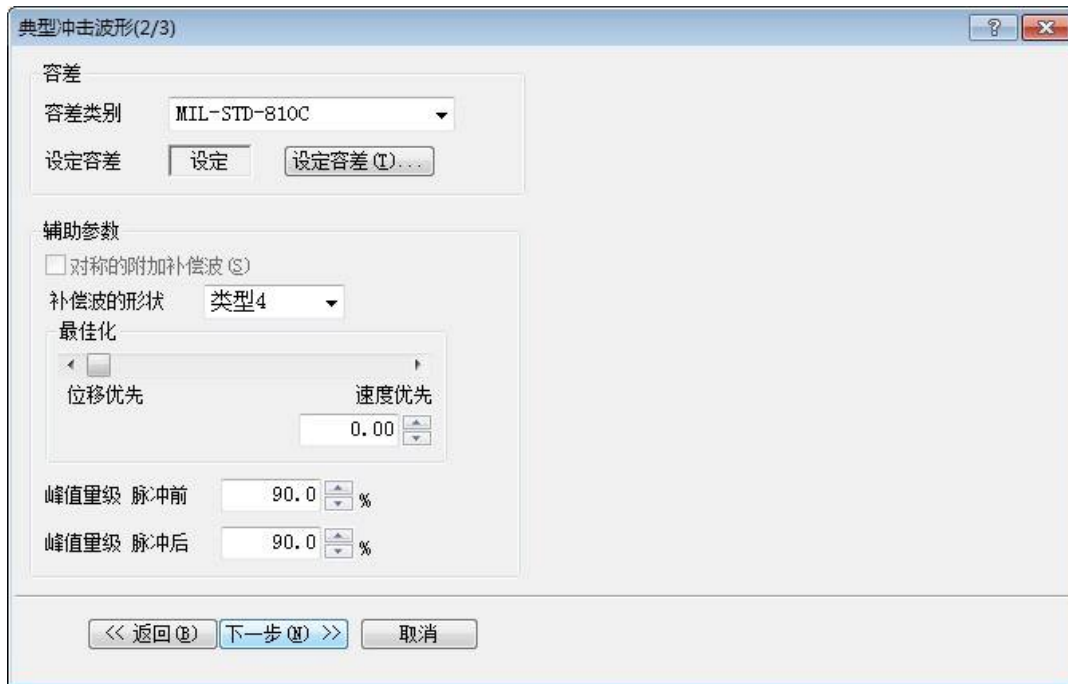 典型冲击波形(2/3)
容差
容差类别 MIL-STD-810C
设定容差 设定 设定容差(T)...
辅助参数
对称的附加补偿波(S)
补偿波的形状 类型4
最佳化
位移优先 速度优先
0.00
峰值量级 脉冲前 90.0 %
峰值量级 脉冲后 90.0 %
<< 返回(B) 下一步(N) >> 取消